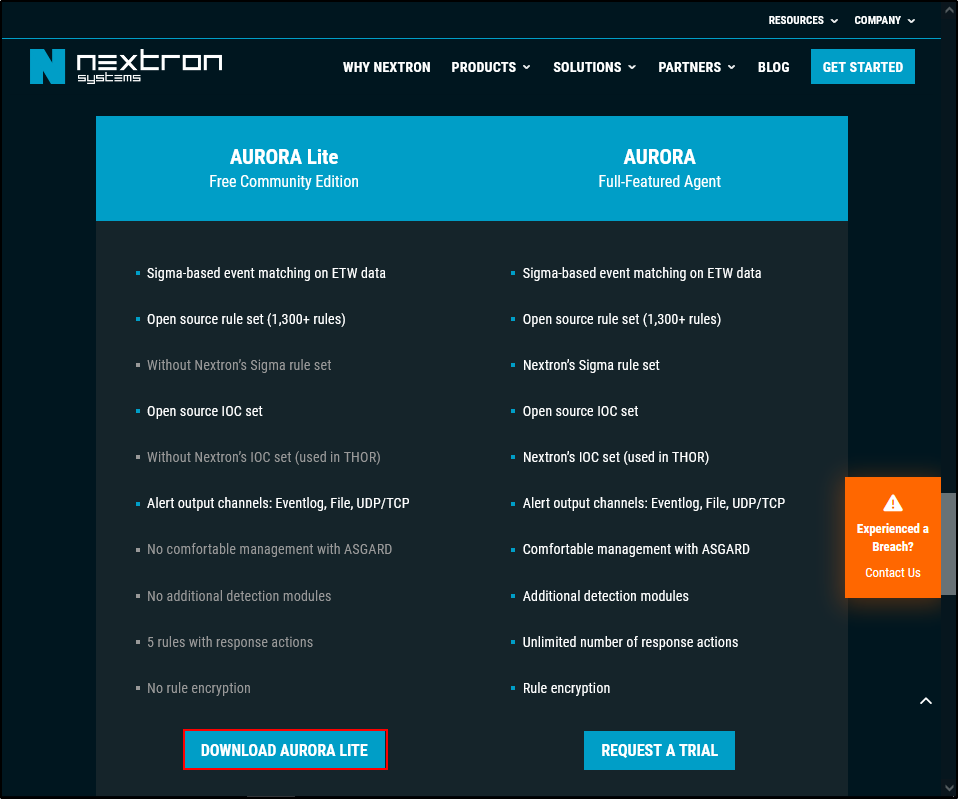 RESOURCES COMPANY
nextron
systems
WHY NEXTRON PRODUCTS SOLUTIONS PARTNERS BLOG GET STARTED
AURORA Lite
Free Community Edition
AURORA
Full-Featured Agent
Sigma-based event matching on ETW data
Open source rule set (1,300+ rules)
Without Nextron’s Sigma rule set
Open source IOC set
Without Nextron’s IOC set (used in THOR)
Alert output channels: Eventlog, File, UDP/TCP
No comfortable management with ASGARD
No additional detection modules
5 rules with response actions
No rule encryption
DOWNLOAD AURORA LITE
Sigma-based event matching on ETW data
Open source rule set (1,300+ rules)
Nextron’s Sigma rule set
Open source IOC set
Nextron’s IOC set (used in THOR)
Alert output channels: Eventlog, File, UDP/TCP
Comfortable management with ASGARD
Additional detection modules
Unlimited number of response actions
Rule encryption
REQUEST A TRIAL
Experienced a
Breach?
Contact Us